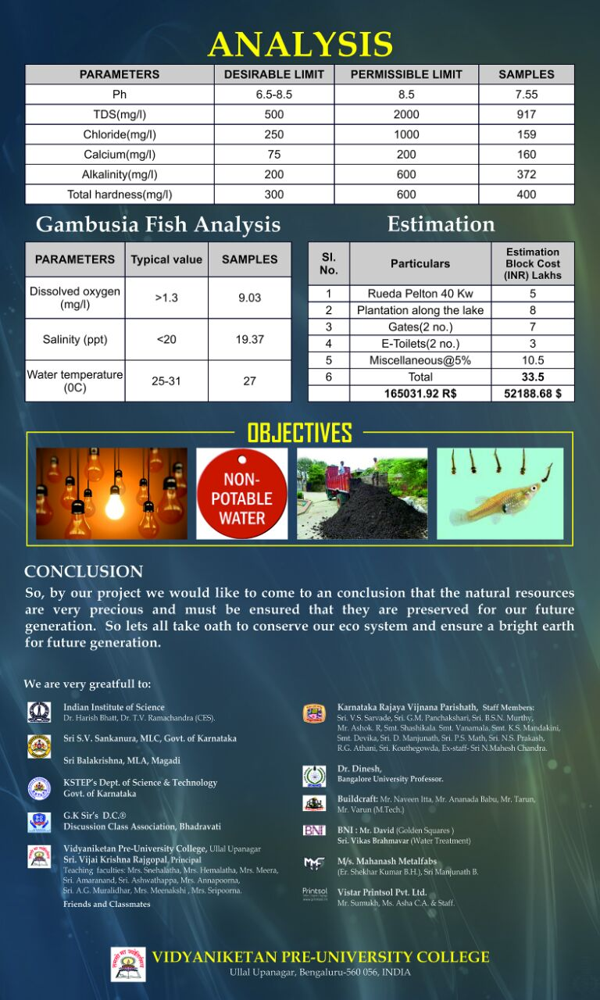 ANALYSIS
PARAMETERS DESIRABLE LIMIT PERMISSIBLE LIMIT SAMPLES
Ph 6.5-8.5 8.5 7.55
TDS(mg/l) 500 2000 917
Chloride(mg/l) 250 1000 159
Calcium(mg/l) 75 200 160
Alkalinity(mg/l) 200 600 372
Total hardness(mg/l) 300 600 400
Gambusia Fish Analysis
PARAMETERS Typical value SAMPLES
Dissolved oxygen
(mg/l) >1.3 9.03
Salinity (ppt) <20 19.37
Water temperature
(0C) 25-31 27
Estimation
Sl.
No. Particulars Estimation
Block Cost
(INR) Lakhs
1 Rueda Pelton 40 Kw 5
2 Plantation along the lake 8
3 Gates(2 no.) 7
4 E-Toilets(2 no.) 3
5 Miscellaneous@5% 10.5
6 Total 33.5
165031.92 R$ 52188.68 $
OBJECTIVES
NON-
POTABLE
WATER
CONCLUSION
So, by our project we would like to come to an conclusion that the natural resources
are very precious and must be ensured that they are preserved for our future
generation. So lets all take oath to conserve our eco system and ensure a bright earth
for future generation.
We are very greatfull to:
Indian Institute of Science
Dr. Harish Bhatt, Dr. T.V. Ramachandra (CES).
Sri S.V. Sankanura, MLC, Govt. of Karnataka
Sri Balakrishna, MLA, Magadi
KSTEP's Dept. of Science & Technology
Govt. of Karnataka
G.K Sir's D.C.®
Discussion Class Association, Bhadravati
Vidyaniketan Pre-University College, Ullal Upanagar
Sri. Vijai Krishna Rajgopal, Principal
Teaching faculties: Mrs. Snehalatha, Mrs. Hemalatha, Mrs. Meera,
Sri. Amaranand, Sri. Ashwathappa, Mrs. Annapoorna,
Sri. A.G. Muralidhar, Mrs. Meenakshi , Mrs. Sripoorna.
Friends and Classmates
Karnataka Rajaya Vijnana Parishath, Staff Members:
Sri. V.S. Sarvade, Sri. G.M. Panchakshari, Sri. B.S.N. Murthy,
Mr. Ashok. R, Smt. Shashikala. Smt. Vanamala. Smt. K.S. Mandakini,
Smt. Devika, Sri. D. Manjunath, Sri. P.S. Math, Sri. N.S. Prakash,
R.G. Athani, Sri. Kouthegowda, Ex-staff- Sri N.Mahesh Chandra.
Dr. Dinesh,
Bangalore University Professor.
Buildcraft: Mr. Naveen Itta, Mr. Ananada Babu, Mr. Tarun,
Mr. Varun (M.Tech.)
BNI
BNI : Mr. David (Golden Squares )
Sri. Vikas Brahmavar (Water Treatment)
M/s. Mahanash Metalfabs
(Er. Shekhar Kumar B.H.), Sri Manjunath B.
Printsol
Vistar Printsol Pvt. Ltd.
Mr. Sumukh, Ms. Asha C.A. & Staff.
VIDYANIKETAN PRE-UNIVERSITY COLLEGE
Ullal Upanagar, Bengaluru-560 056, INDIA